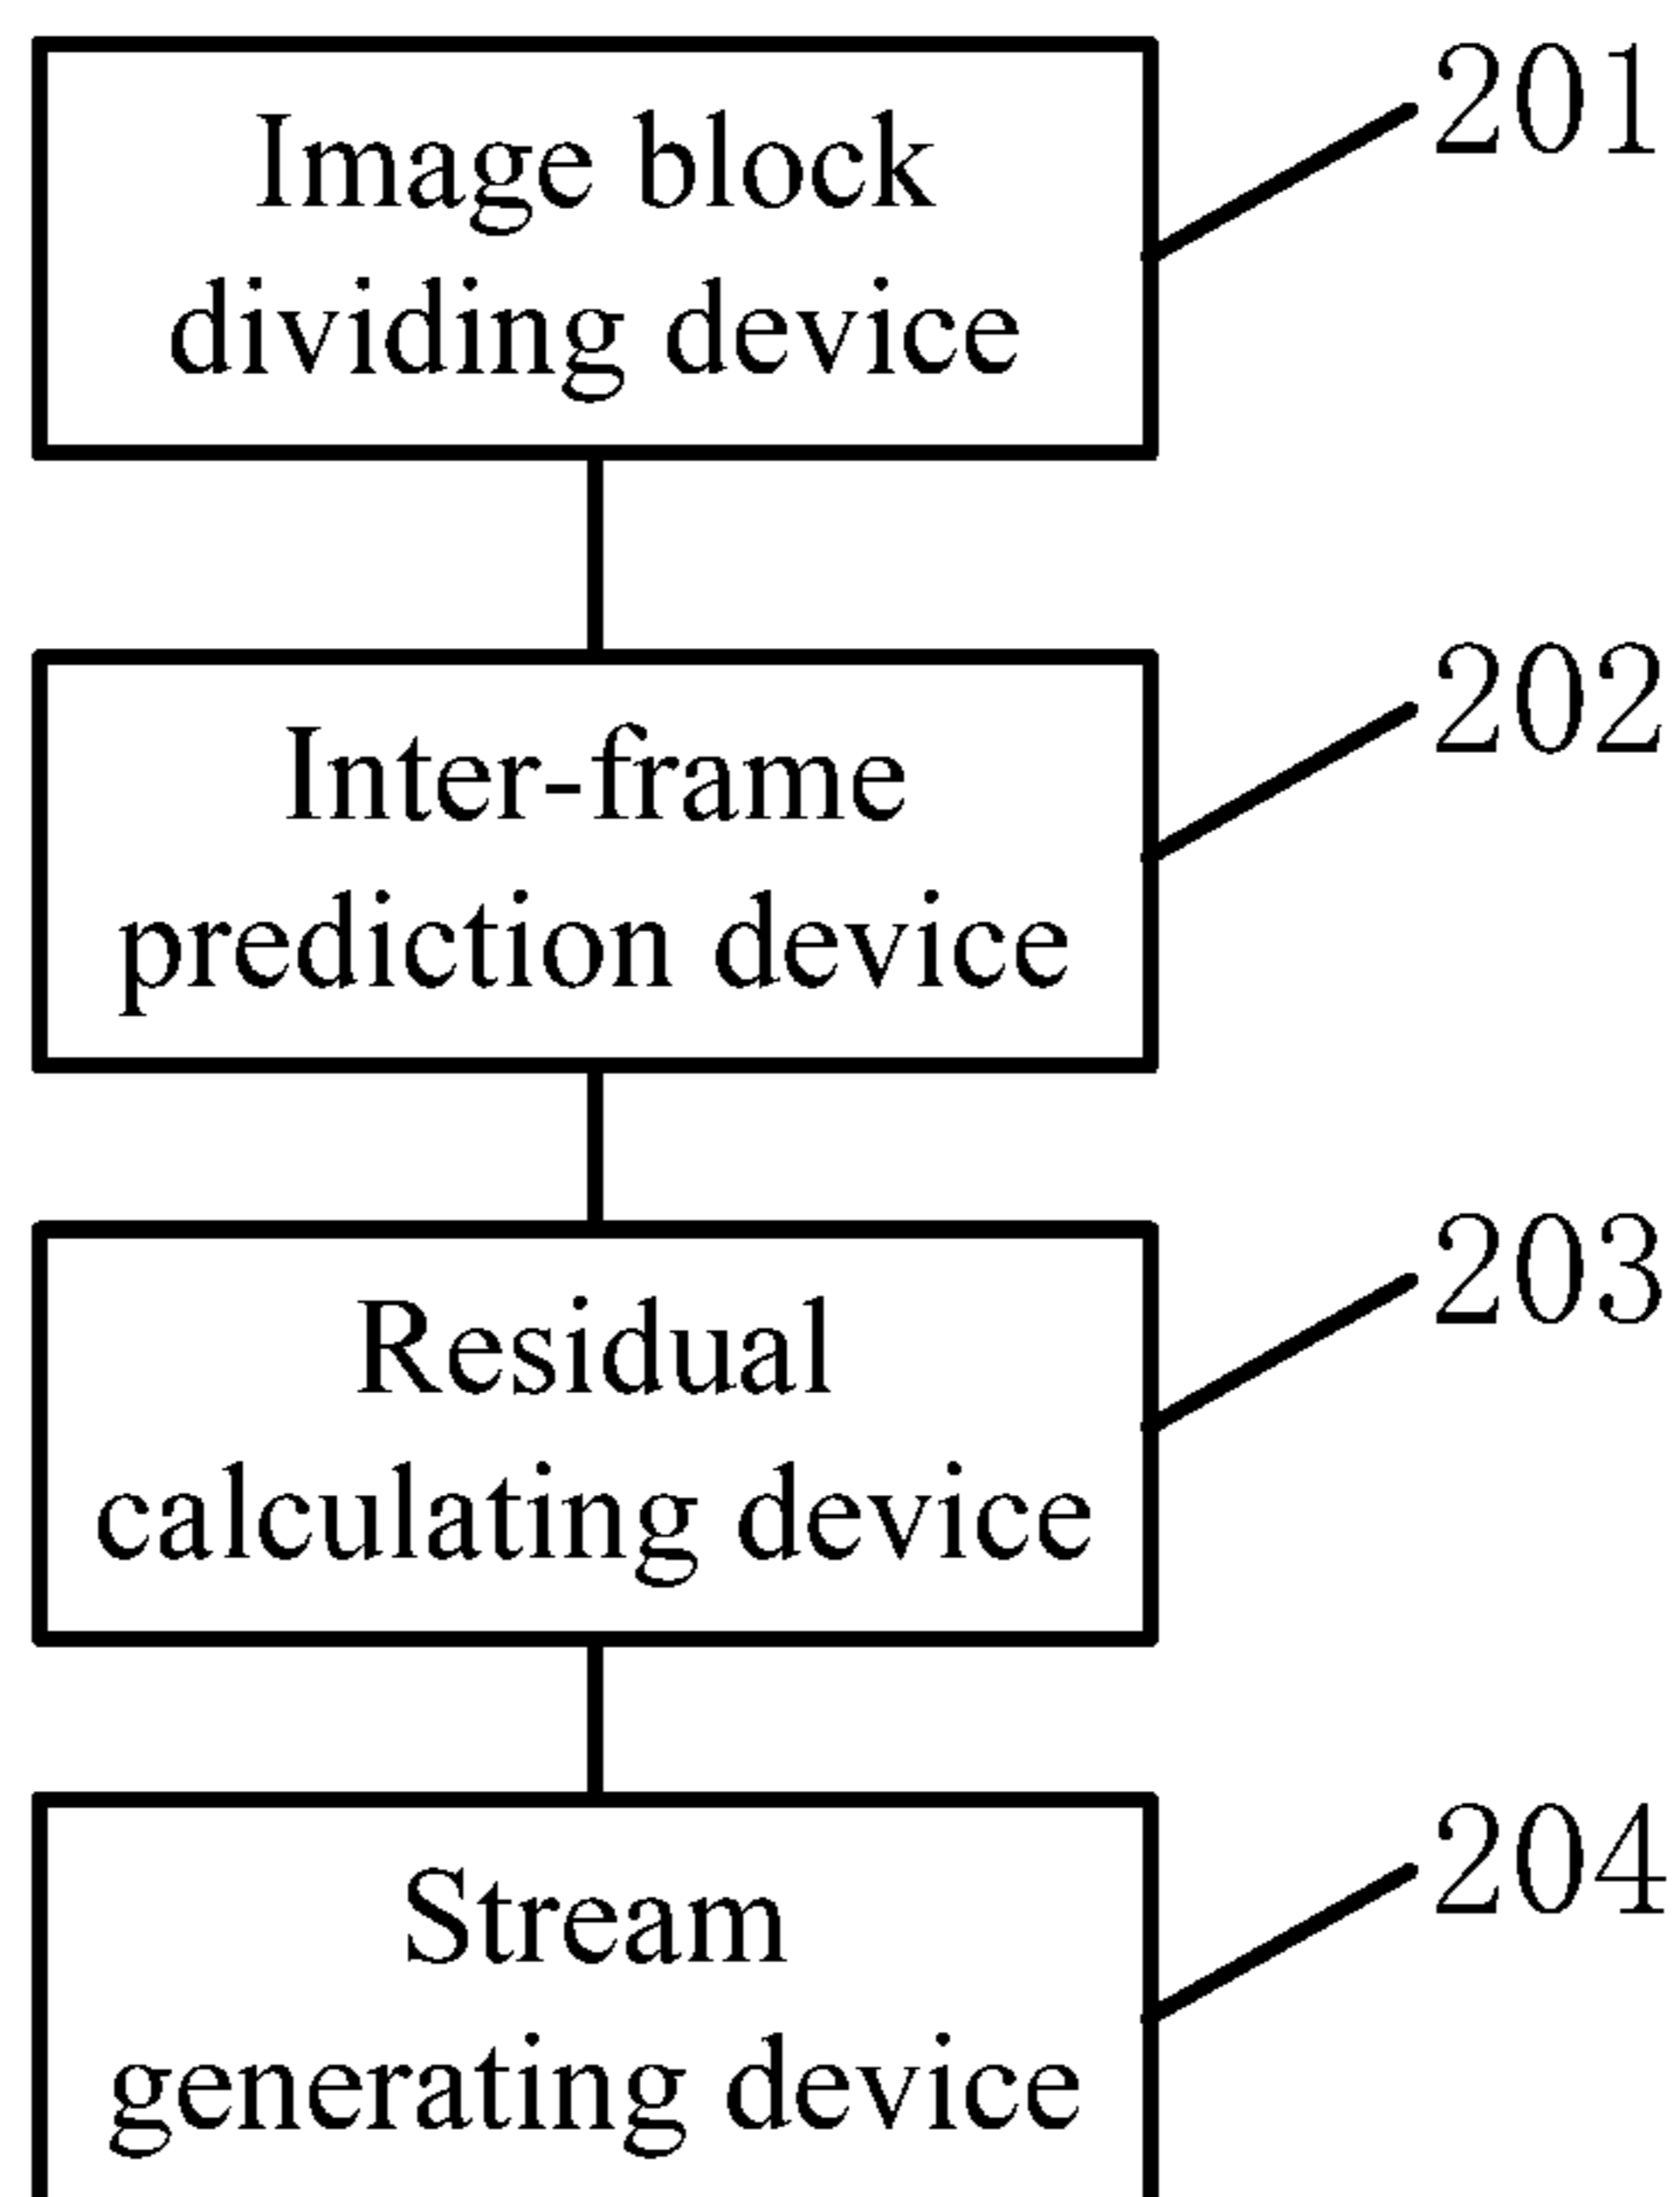 Image block
dividing device
201
Inter-frame
prediction device
202
Residual
calculating device
203
Stream
generating device
204